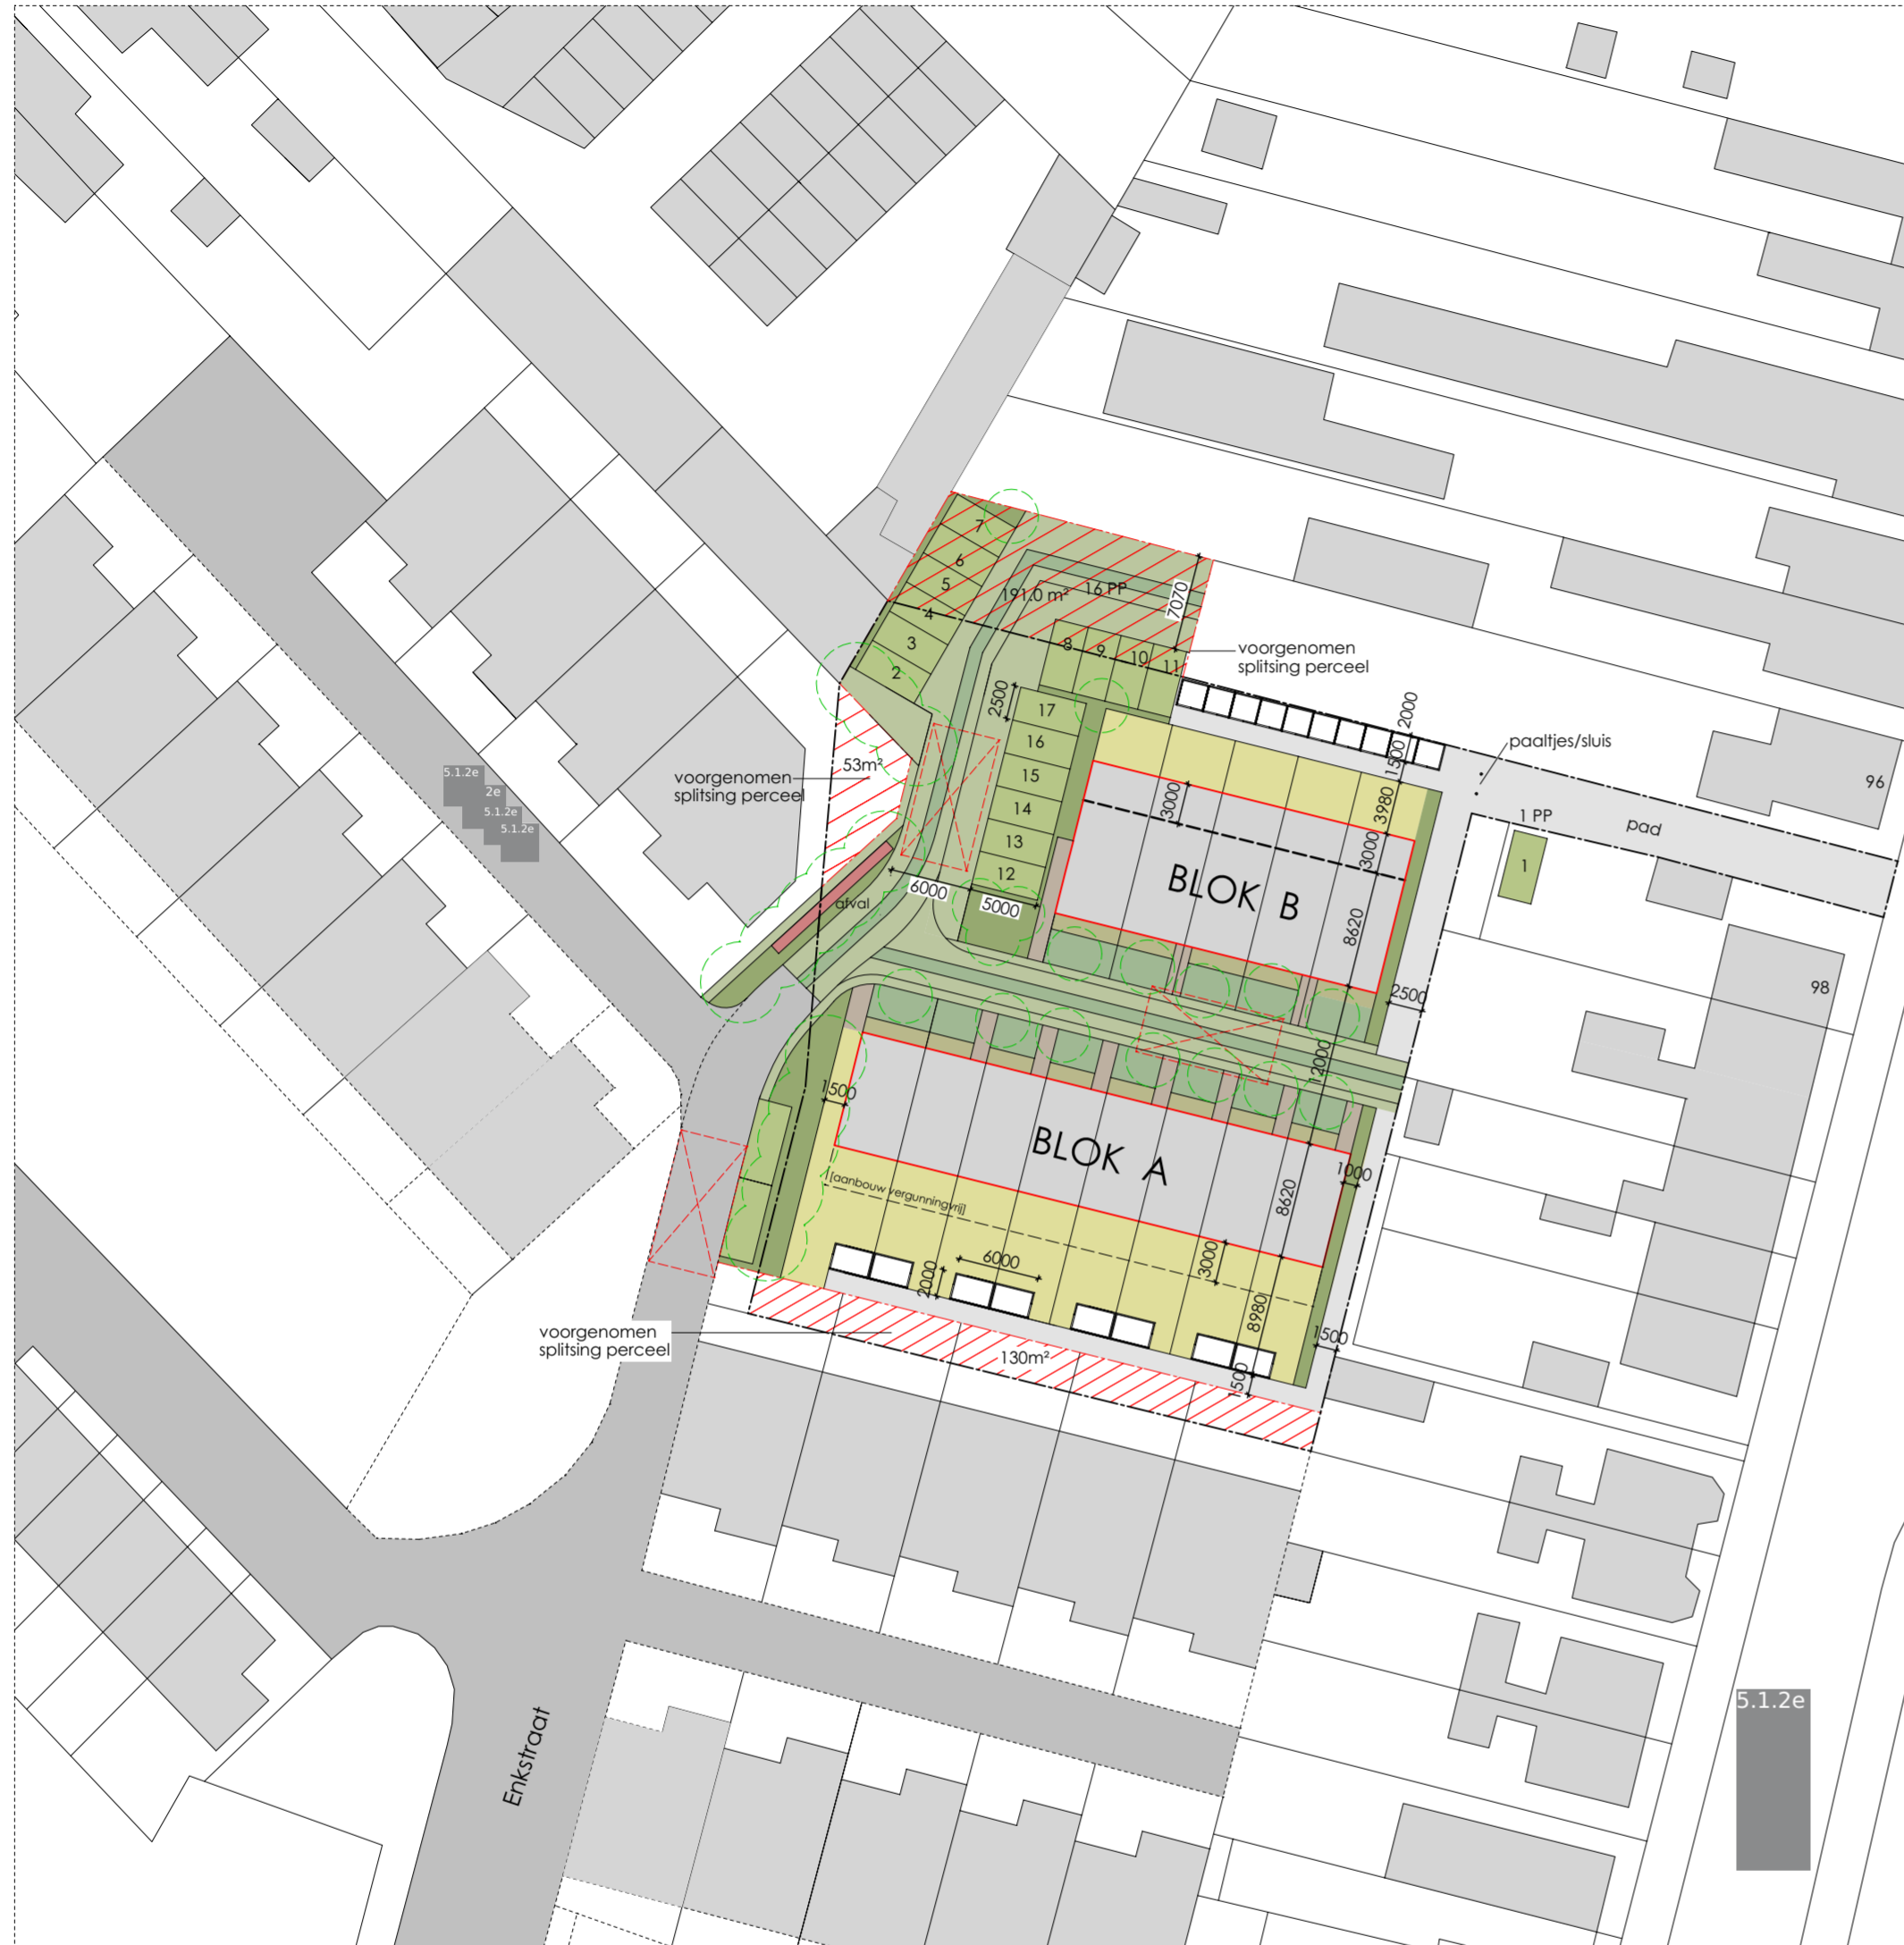 7
6
5
4
3
2
191.0 m²
16 PP
7070
8
9
10
11
voorgenomen
splitsing perceel
2500
17
16
15
14
13
12
2000
1500
paaltjes/sluis
53m²
voorgenomen
splitsing perceel
3000
3980
3000
96
1 PP
pad
1
5.1.2e
2e
5.1.2e
5.1.2e
BLOK B
8620
6000
5000
afval
98
2500
12000
1500
BLOK A
1000
[aanbouw vergunningvrij]
8620
6000
2000
3000
8980
1500
voorgenomen
splitsing perceel
130m²
1500
Enkstraat
5.1.2e